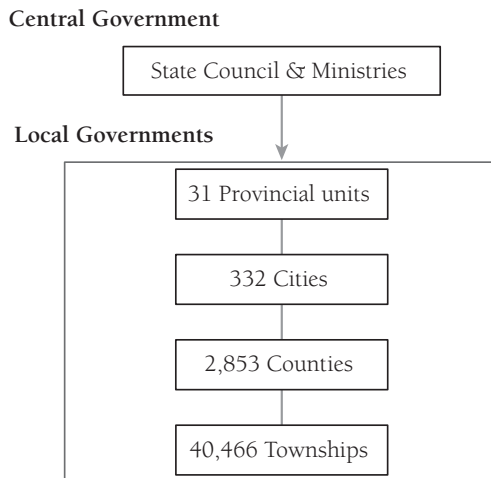 Central Government
State Council & Ministries
Local Governments
31 Provincial units
332 Cities
2,853 Counties
40,466 Townships